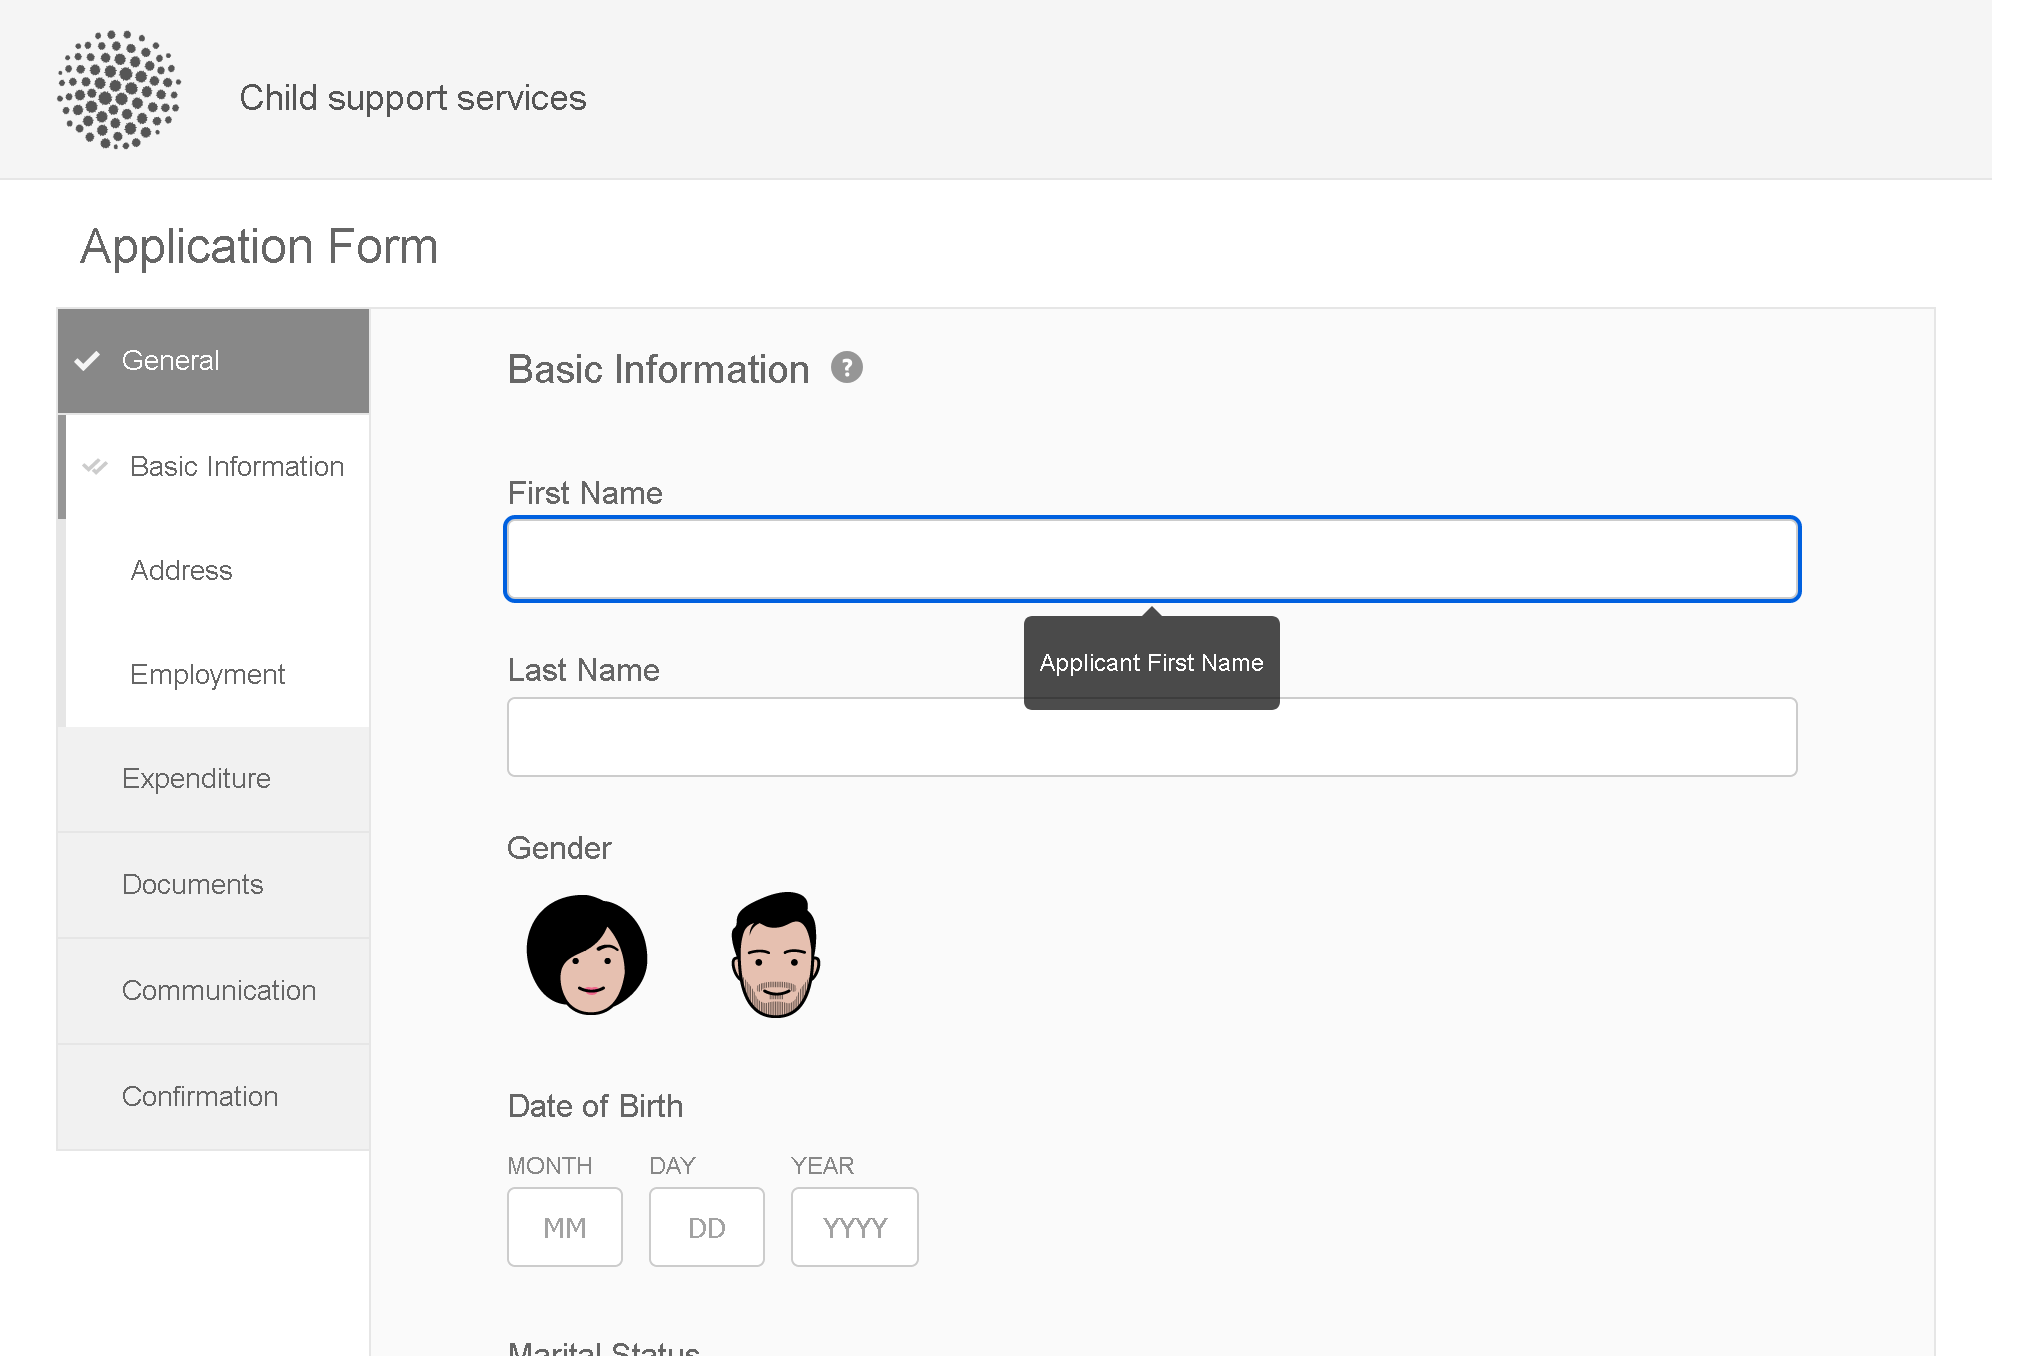 Child support services
Application Form
General
Basic Information
Address
Employment
Expenditure
Documents
Communication
Confirmation
Basic Information ?
First Name
Applicant First Name
Last Name
Gender
Date of Birth
MONTH DAY YEAR
MM DD YYYY
Marital Status